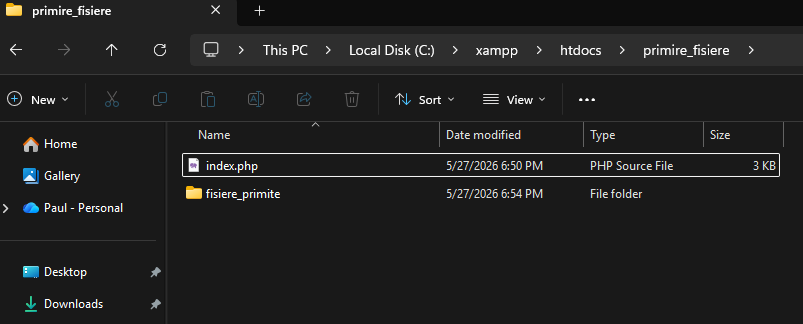 primire_fisiere
This PC > Local Disk (C:) > xampp > htdocs > primire_fisiere >
New Sort View
Name Date modified Type Size
Home
Gallery
Paul - Personal
Desktop
Downloads
index.php 5/27/2026 6:50 PM PHP Source File 3 KB
fisiere_primite 5/27/2026 6:54 PM File folder